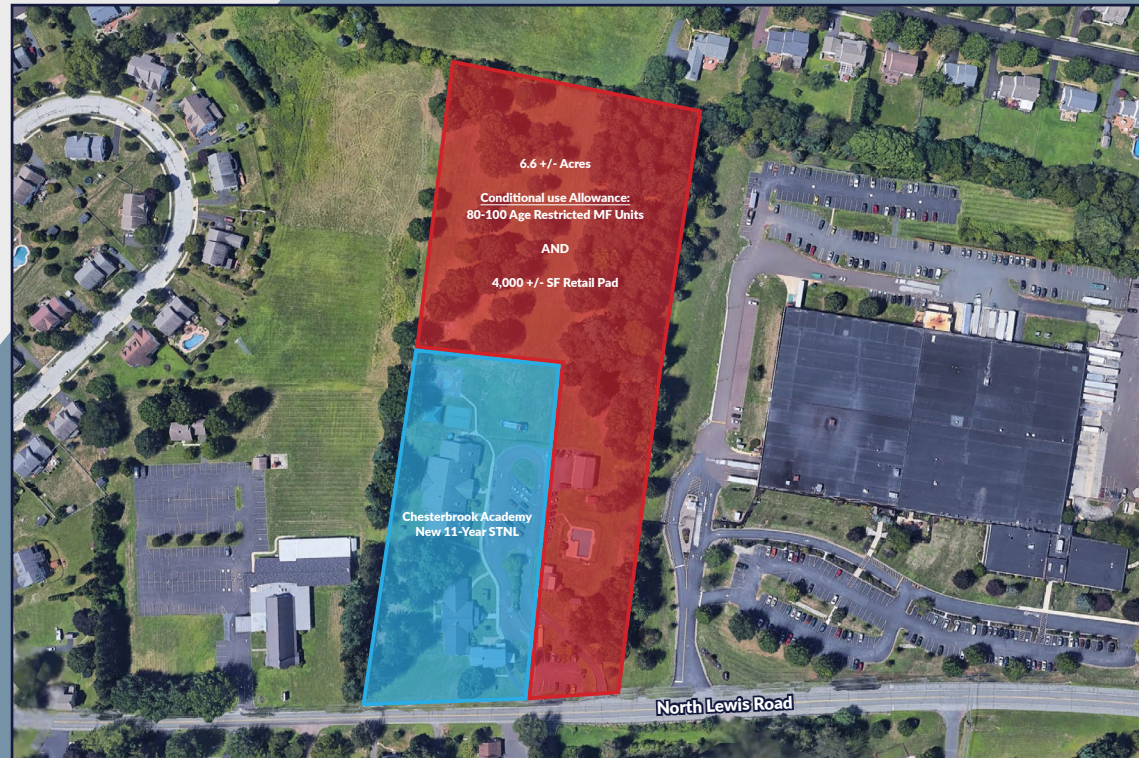 6.6 +/- Acres
Conditional use Allowance:
80-100 Age Restricted MF Units
AND
4,000 +/- SF Retail Pad
Chesterbrook Academy
New 11-Year STNL
North Lewis Road